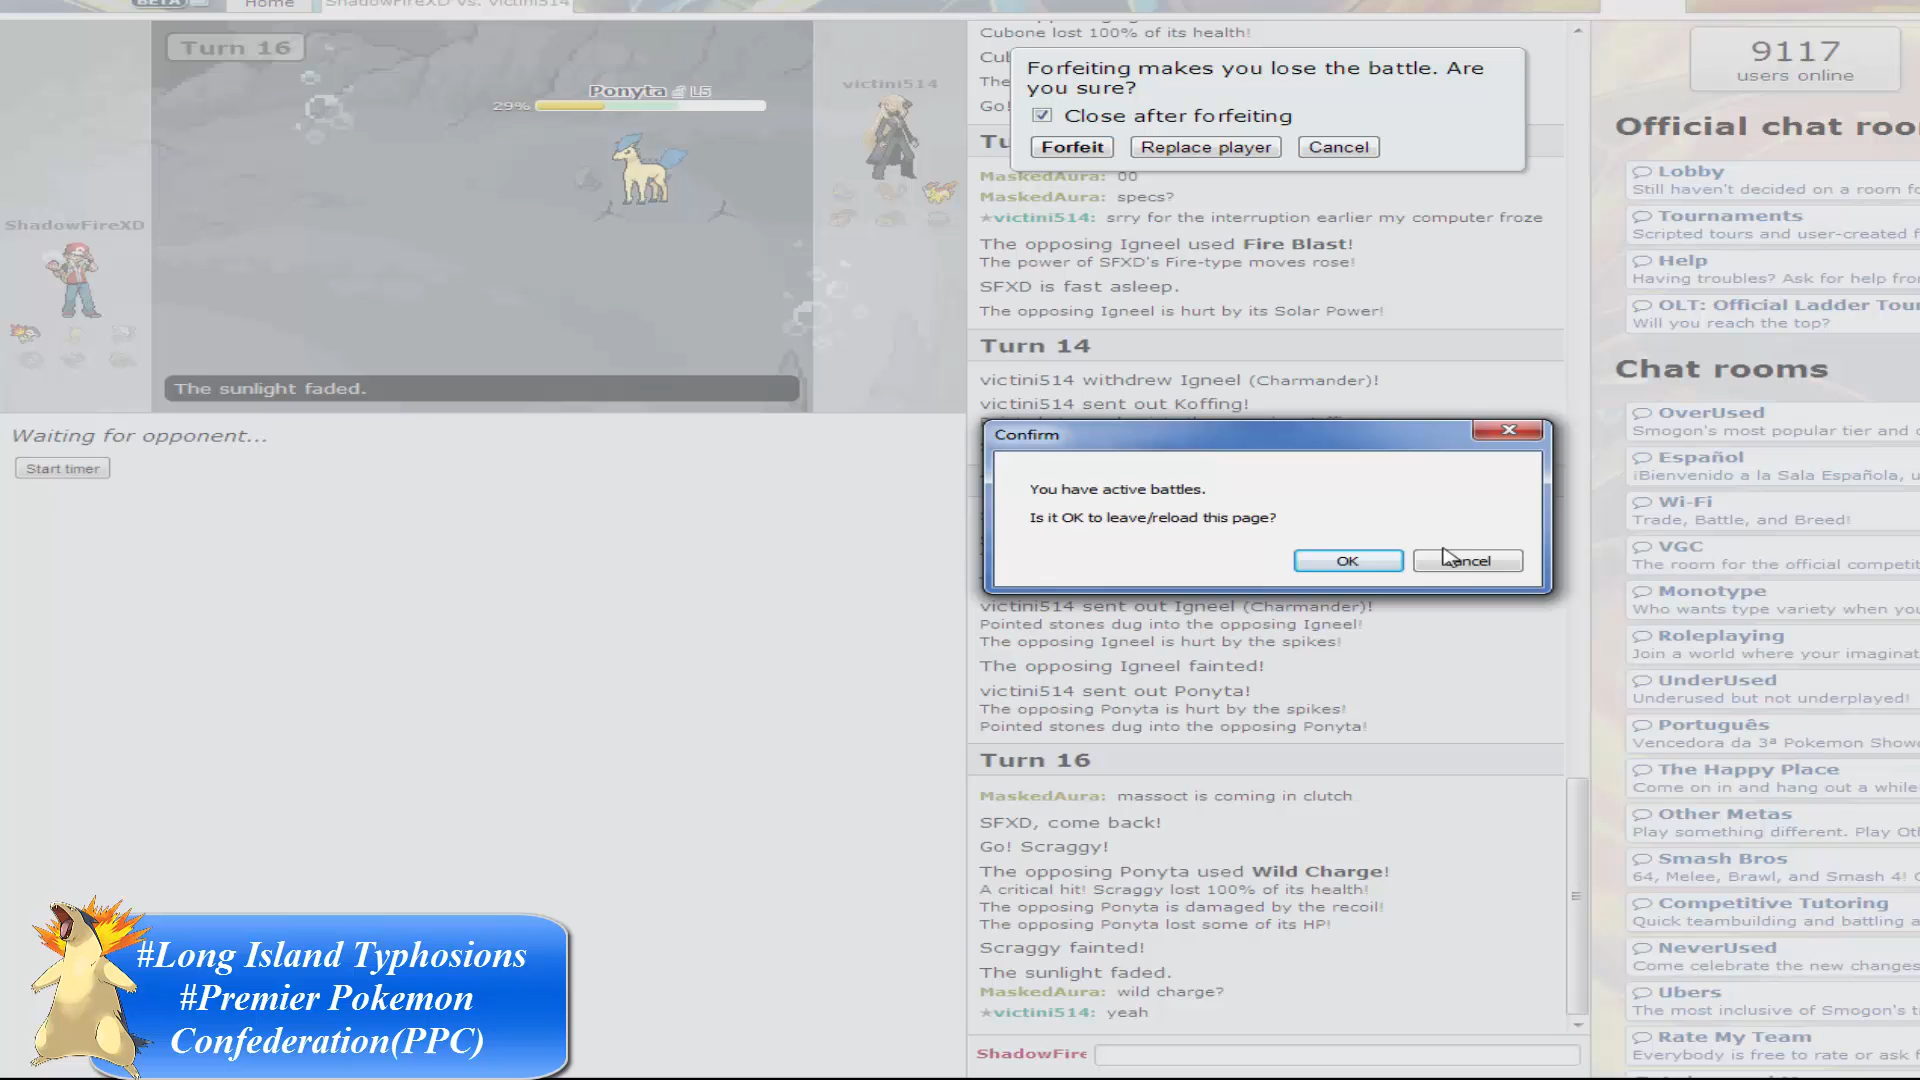 BETA
Home
ShadowFireXD vs. victini514
Turn 16
Ponyta L5
29%
victini514
ShadowFireXD
The sunlight faded.
Waiting for opponent...
Start timer
Cubone lost 100% of its health!
Forfeiting makes you lose the battle. Are
you sure?
Close after forfeiting
Forfeit
Replace player
Cancel
MaskedAura: 00
MaskedAura: specs?
★victini514: srry for the interruption earlier my computer froze
The opposing Igneel used Fire Blast!
The power of SFXD's Fire-type moves rose!
SFXD is fast asleep.
The opposing Igneel is hurt by its Solar Power!
Turn 14
victini514 withdrew Igneel (Charmander)!
victini514 sent out Koffing!
Confirm
You have active battles.
Is it OK to leave/reload this page?
OK
victini514 sent out Igneel (Charmander)!
Pointed stones dug into the opposing Igneel!
The opposing Igneel is hurt by the spikes!
The opposing Igneel fainted!
victini514 sent out Ponyta!
The opposing Ponyta is hurt by the spikes!
Pointed stones dug into the opposing Ponyta!
Turn 16
MaskedAura: massoct is coming in clutch
SFXD, come back!
Go! Scraggy!
The opposing Ponyta used Wild Charge!
A critical hit! Scraggy lost 100% of its health!
The opposing Ponyta is damaged by the recoil!
The opposing Ponyta lost some of its HP!
Scraggy fainted!
The sunlight faded.
MaskedAura: wild charge?
★victini514: yeah
ShadowFire
9117
users online
Official chat roo
Lobby
Still haven't decided on a room fo
Tournaments
Scripted tours and user-created f
Help
Having troubles? Ask for help from
OLT: Official Ladder Tour
Will you reach the top?
Chat rooms
OverUsed
Smogon's most popular tier and o
Español
¡Bienvenido a la Sala Española, u
Wi-Fi
Trade, Battle, and Breed!
VGC
The room for the official competit
Monotype
Who wants type variety when you
Roleplaying
Join a world where your imaginat
UnderUsed
Underused but not underplayed!
Português
Vencedora da 3ª Pokemon Showd
The Happy Place
Come on in and hang out a while
Other Metas
Play something different. Play Oth
Smash Bros
64, Melee, Brawl, and Smash 4! C
Competitive Tutoring
Quick teambuilding and battling a
NeverUsed
Come celebrate the new changes
Ubers
The most inclusive of Smogon's ti
Rate My Team
Everybody is free to rate or ask f
#Long Island Typhosions
#Premier Pokemon
Confederation(PPC)